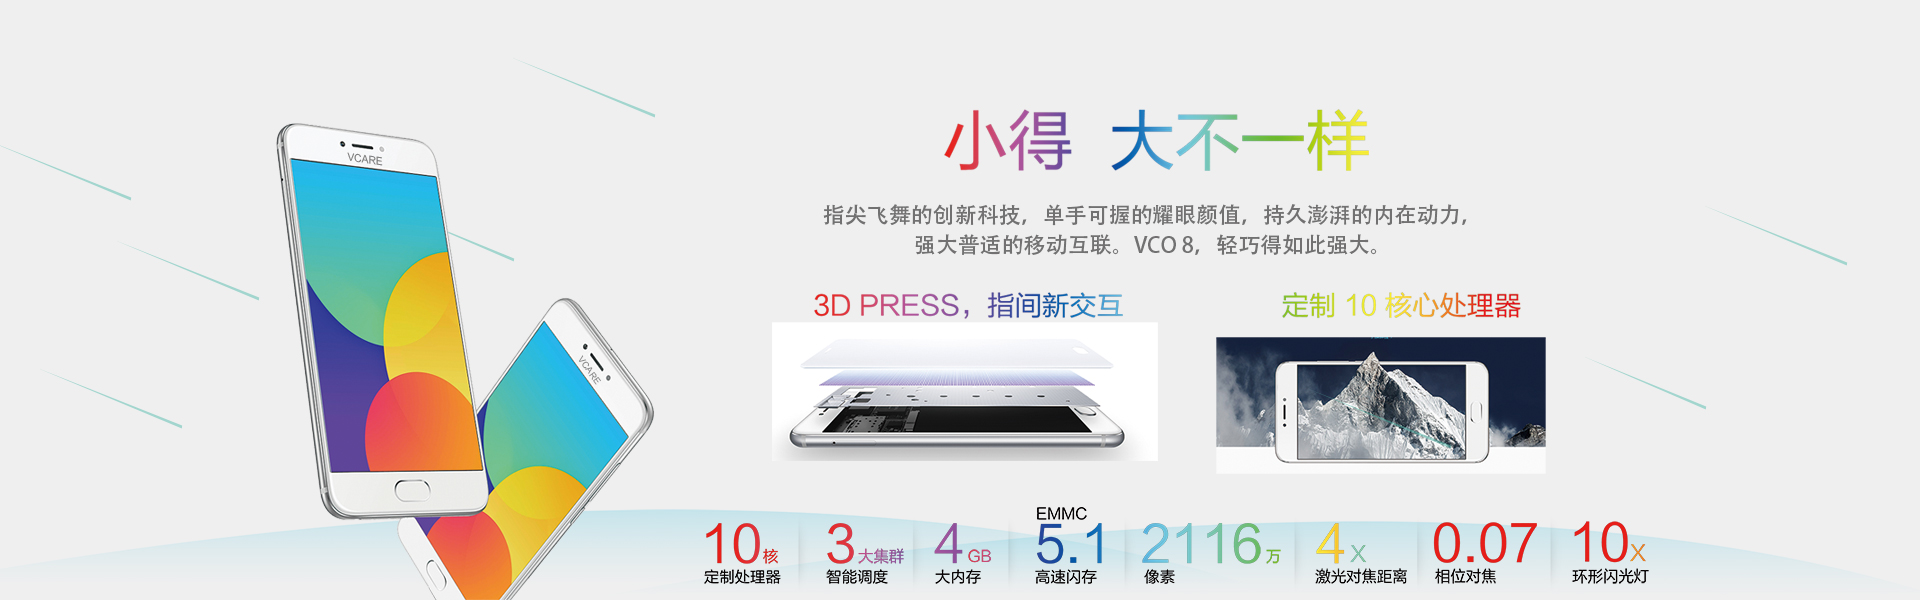 小得 大不一样
指尖飞舞的创新科技，单手可握的耀眼颜值，持久澎湃的内在动力，
强大普适的移动互联。VCO 8，轻巧得如此强大。
VCARE
VCARE
3D PRESS，指间新交互
定制 10 核心处理器
10核
定制处理器
3大集群
智能调度
4GB
大内存
EMMC
5.1
高速闪存
2116万
像素
4X
激光对焦距离
0.07
相位对焦
10X
环形闪光灯